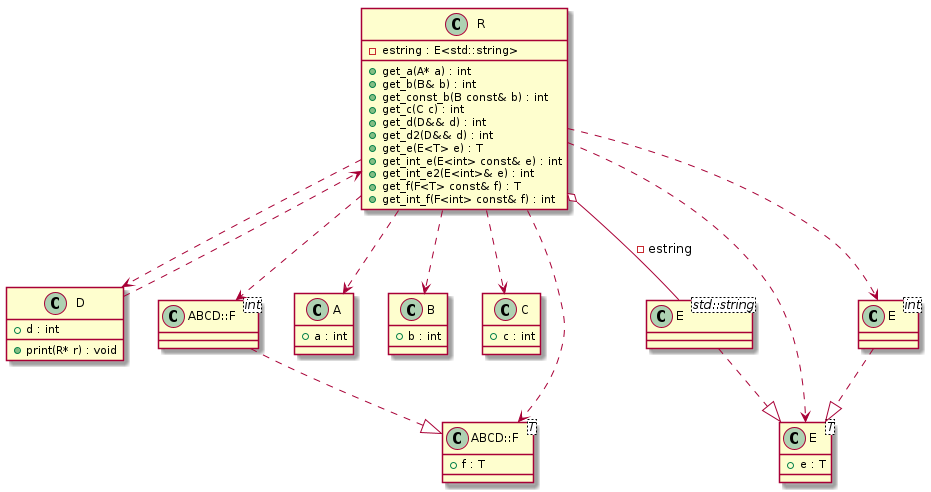 C R
estring : E<std::string>
get_a(A* a) : int
get_b(B& b) : int
get_const_b(B const& b) : int
get_c(C c) : int
get_d(D&& d) : int
get_d2(D&& d) : int
get_e(E<T> e) : T
get_int_e(E<int> const& e) : int
get_int_e2(E<int>& e) : int
get_f(F<T> const& f) : T
get_int_f(F<int> const& f) : int
estring
C D
d : int
print(R* r) : void
C ABCD::F int
C A
a : int
C B
b : int
C C
c : int
C E std::string
C E int
C ABCD::F T
f : T
C E T
e : T